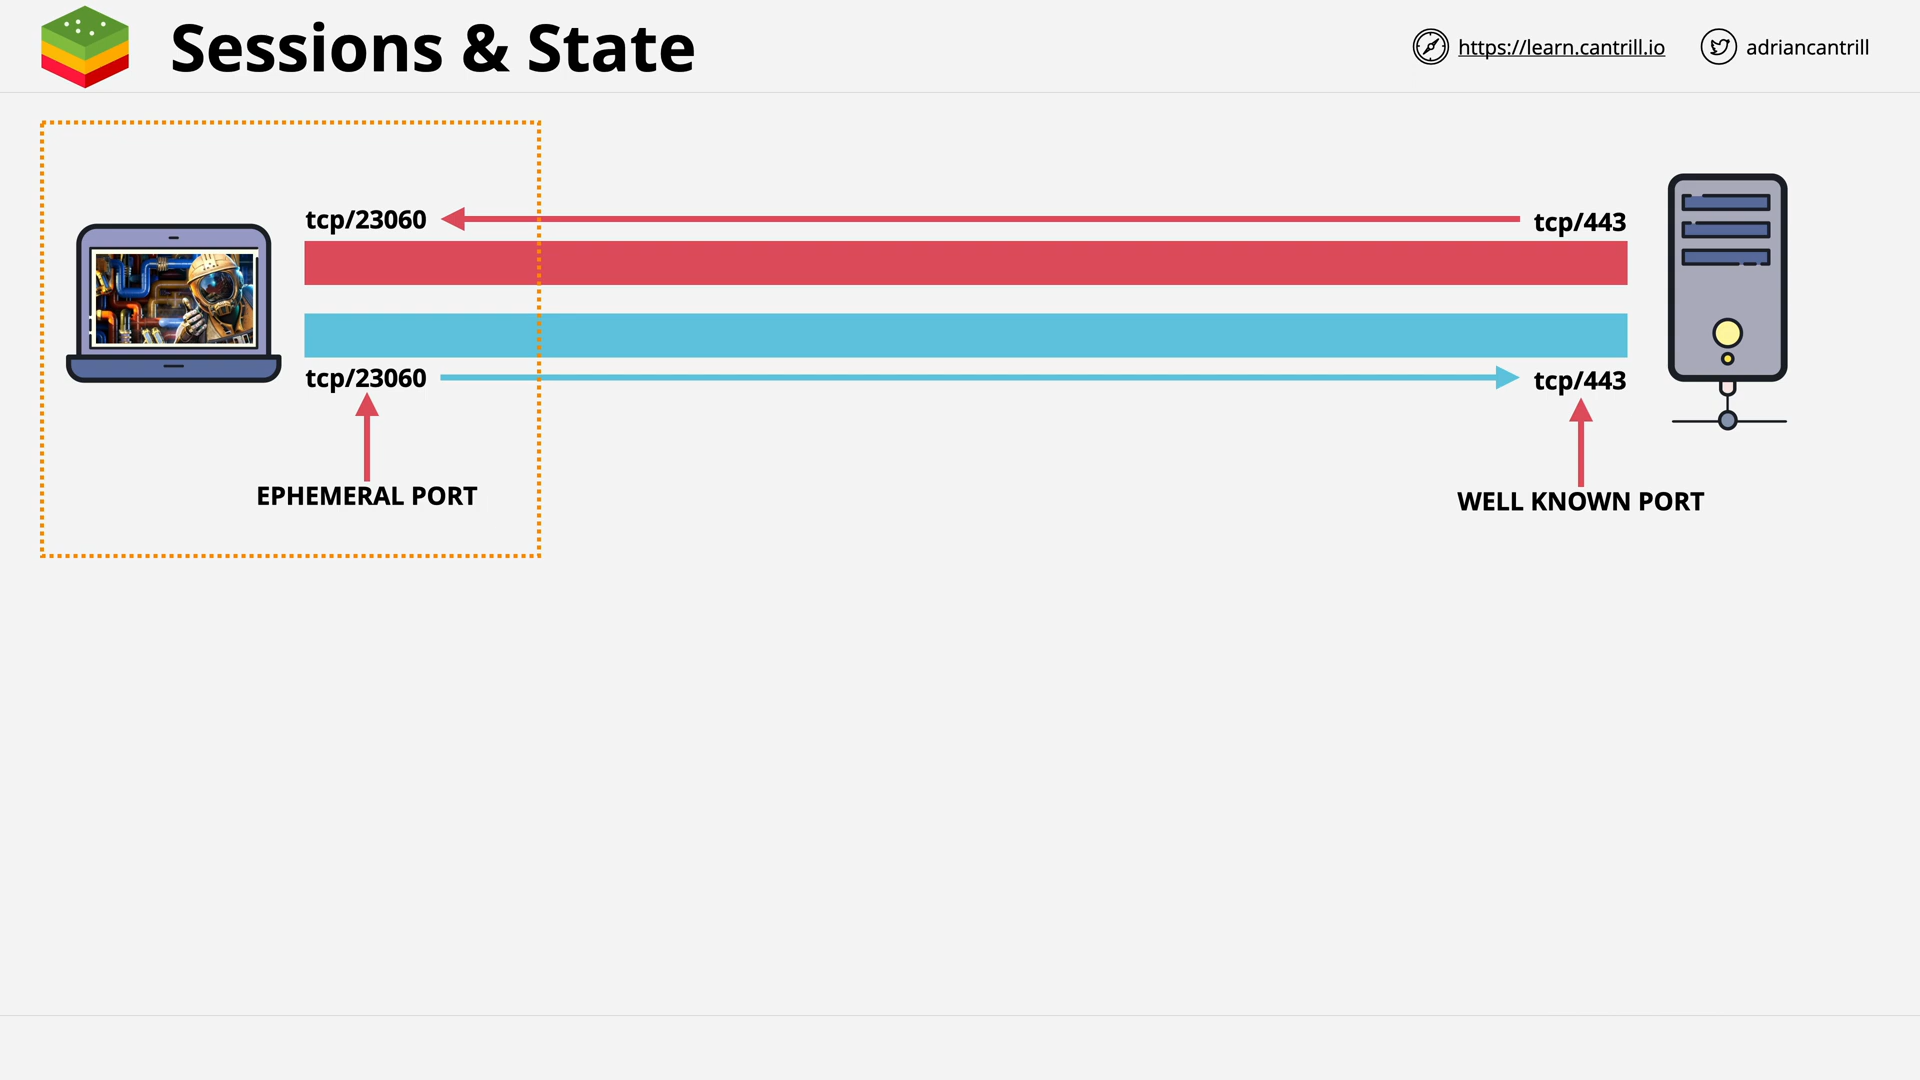 Sessions & State
https://learn.cantrill.io
adriancantrill
tcp/23060
tcp/443
tcp/23060
tcp/443
EPHEMERAL PORT
WELL KNOWN PORT